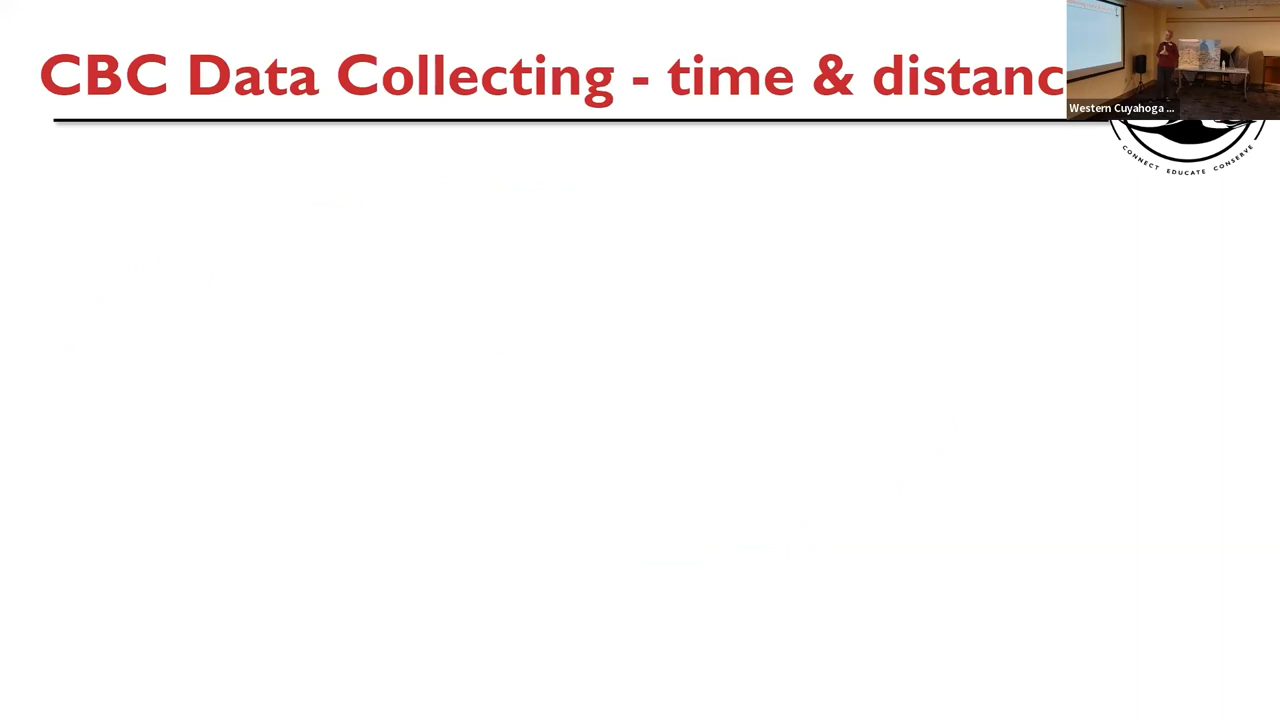 CBC Data Collecting - time & distanc
Western Cuyahoga ...
CONNECT EDUCATE CONSERVE